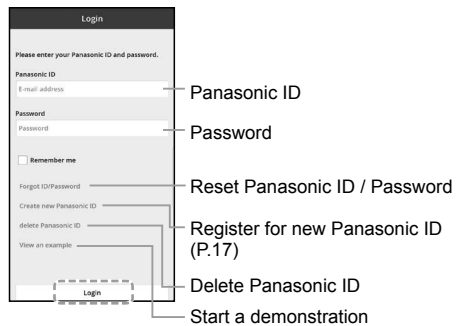 Login
Please enter your Panasonic ID and password.
Panasonic ID
E-mail address
Password
Password
Remember me
Forgot ID/Password
Create new Panasonic ID
delete Panasonic ID
View an example
Login
Panasonic ID
Password
Reset Panasonic ID / Password
Register for new Panasonic ID
(P.17)
Delete Panasonic ID
Start a demonstration